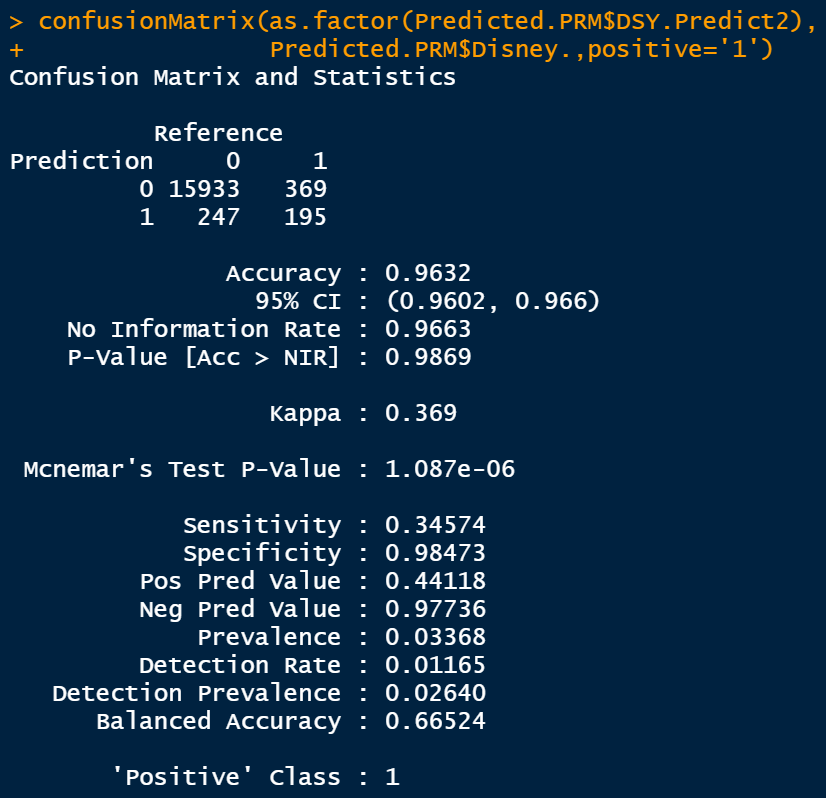 > confusionMatrix(as.factor(Predicted.PRM$DSY.Predict2),
+                 Predicted.PRM$Disney.,positive='1')
Confusion Matrix and Statistics

          Reference
Prediction     0     1
         0 15933   369
         1   247   195

               Accuracy : 0.9632
                 95% CI : (0.9602, 0.966)
    No Information Rate : 0.9663
    P-Value [Acc > NIR] : 0.9869

                  Kappa : 0.369

 Mcnemar's Test P-Value : 1.087e-06

            Sensitivity : 0.34574
            Specificity : 0.98473
         Pos Pred Value : 0.44118
         Neg Pred Value : 0.97736
             Prevalence : 0.03368
         Detection Rate : 0.01165
   Detection Prevalence : 0.02640
      Balanced Accuracy : 0.66524

       'Positive' Class : 1